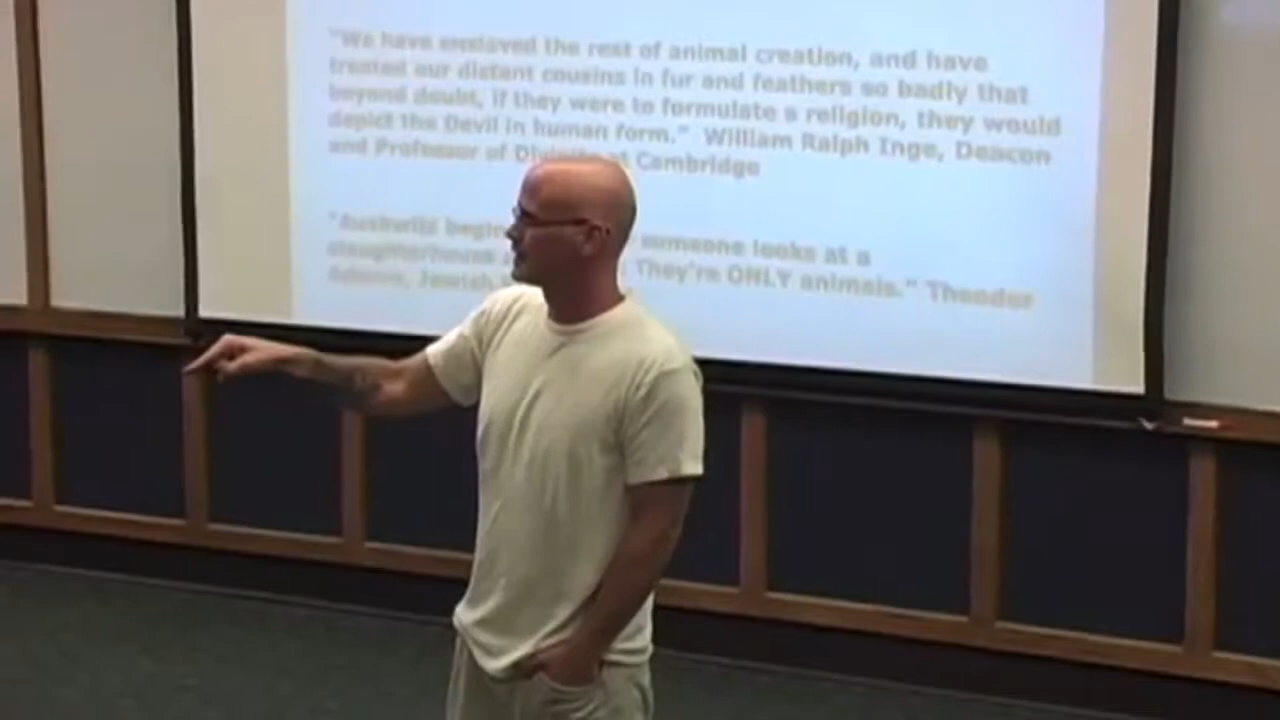 "We have enslaved the rest of animal creation, and have
treated our distant cousins in fur and feathers so badly that
beyond doubt, if they were to formulate a religion, they would
depict the Devil in human form." William Ralph Inge, Deacon
and Professor of Divinity at Cambridge
"Auschwitz begins someone looks at a
slaughterhouse They're ONLY animals." Theodor
Adorno, Jewish